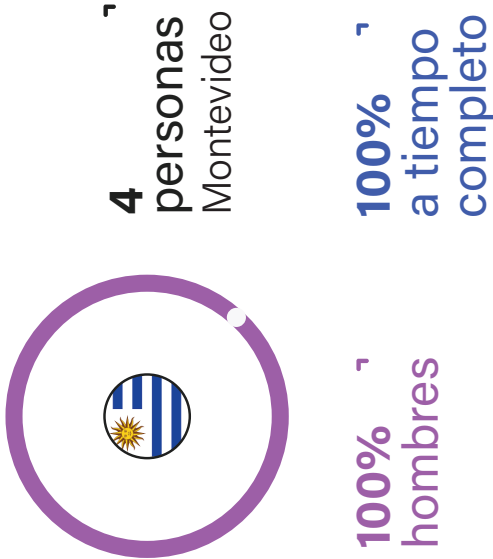 4
personas
Montevideo
100%
hombres
100%
a tiempo
completo